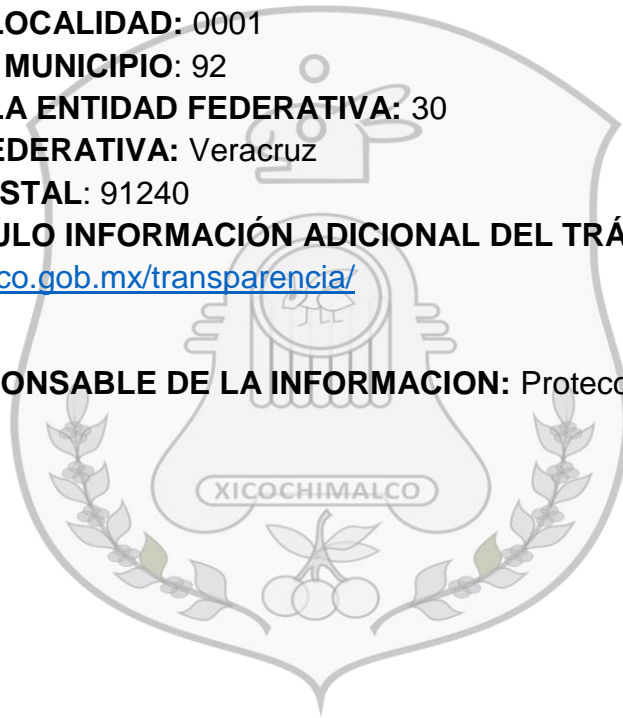 LOCALIDAD: 0001
MUNICIPIO: 92
LA ENTIDAD FEDERATIVA: 30
EDERATIVA: Veracruz
STAL: 91240
ULO INFORMACIÓN ADICIONAL DEL TRÁ
co.gob.mx/transparencia/
ONSABLE DE LA INFORMACION: Protecc
XICOCHIMALCO